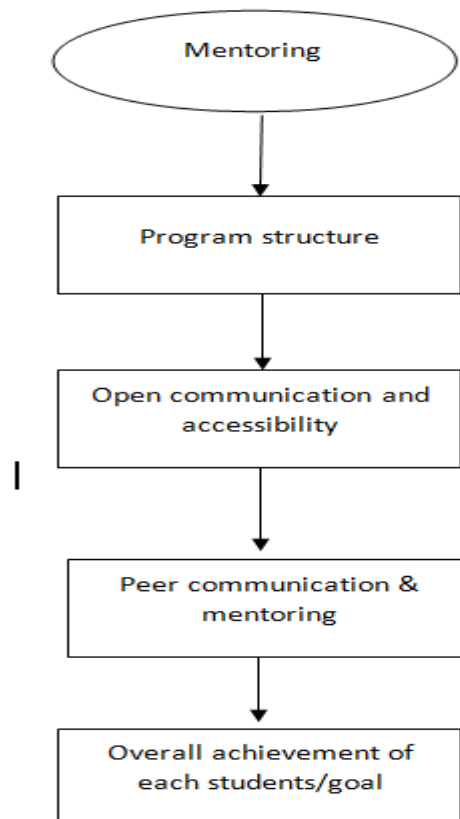 Mentoring
Program structure
Open communication and
accessibility
Peer communication &
mentoring
Overall achievement of
each students/goal